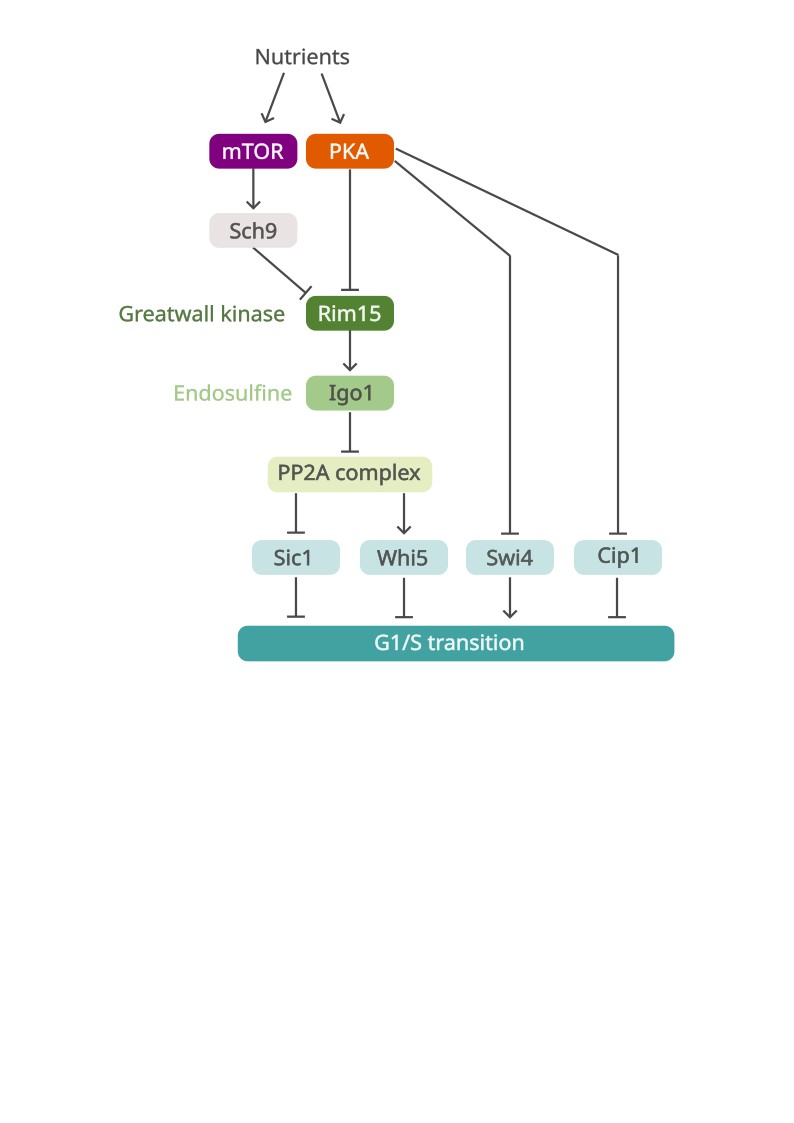 Nutrients
mTOR
PKA
Sch9
Greatwall kinase
Rim15
Endosulfine
Igo1
PP2A complex
Sic1
Whi5
Swi4
Cip1
G1/S transition